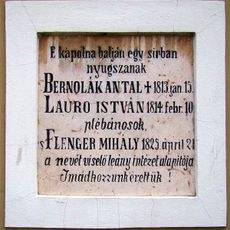 E kápolna balján egy sírban
nyugszanak
BERNOLÁK ANTAL † 1813 jan. 15.
LAURO ISTVÁN 1814. febr. 10.
plébánosok,
s FLENGER MIHÁLY 1825. ápril 21
a nevét viselő leány intézet alapítója
Imádkozzunk érettük !